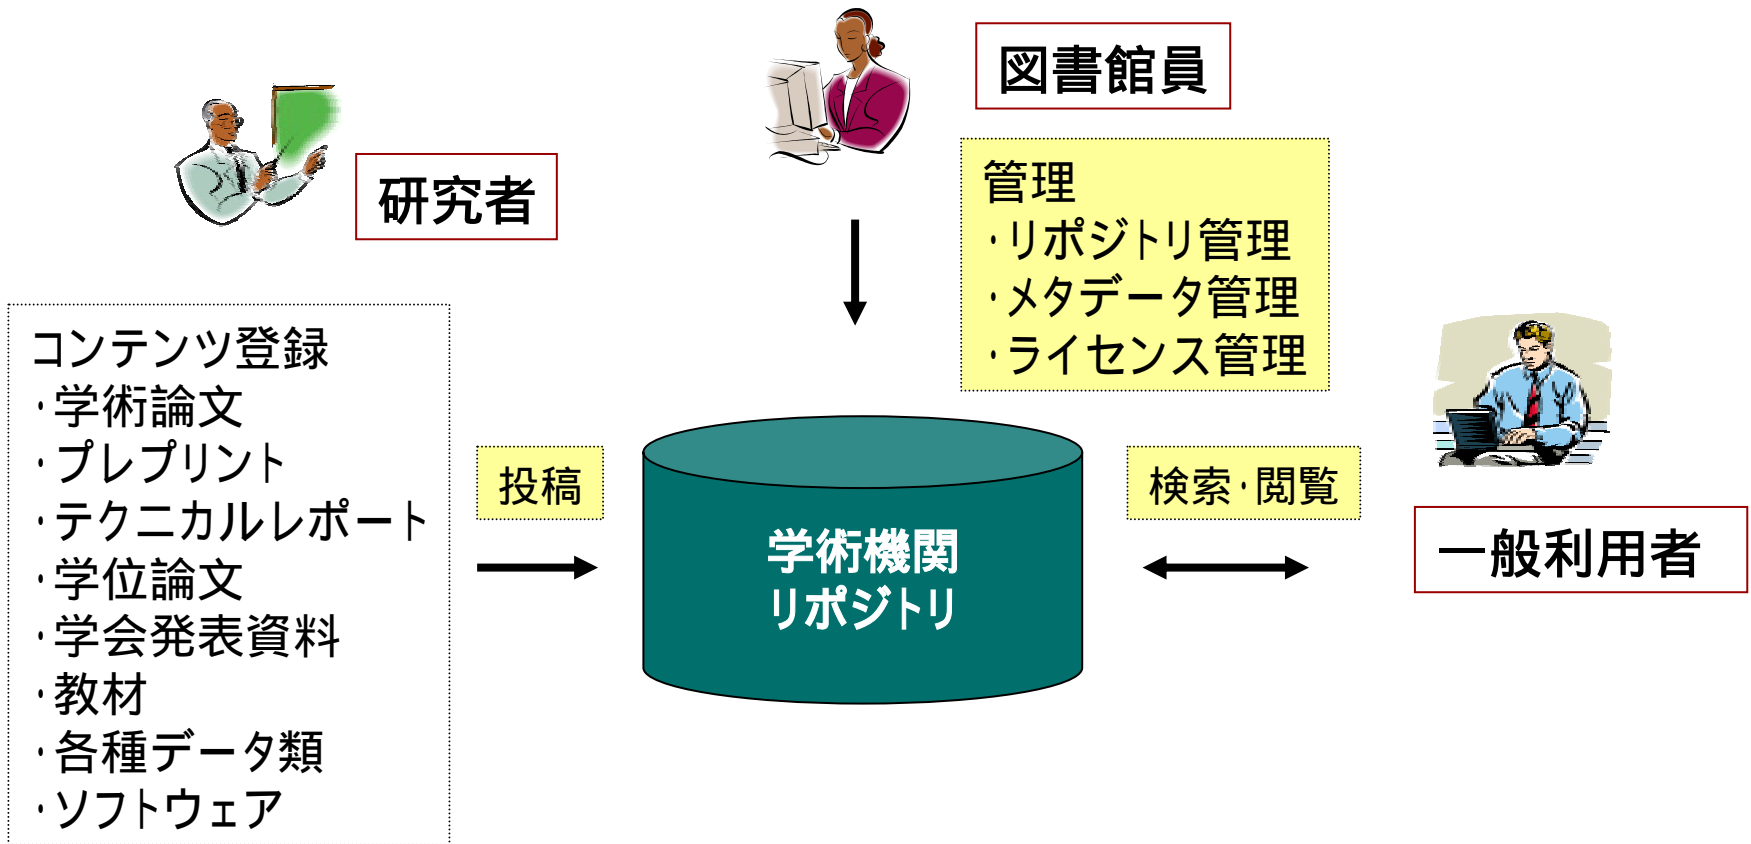 図書館員
研究者
管理
・リポジトリ管理
・メタデータ管理
・ライセンス管理
コンテンツ登録
・学術論文
・プレプリント
・テクニカルレポート
・学位論文
・学会発表資料
・教材
・各種データ類
・ソフトウェア
投稿
学術機関
リポジトリ
検索・閲覧
一般利用者